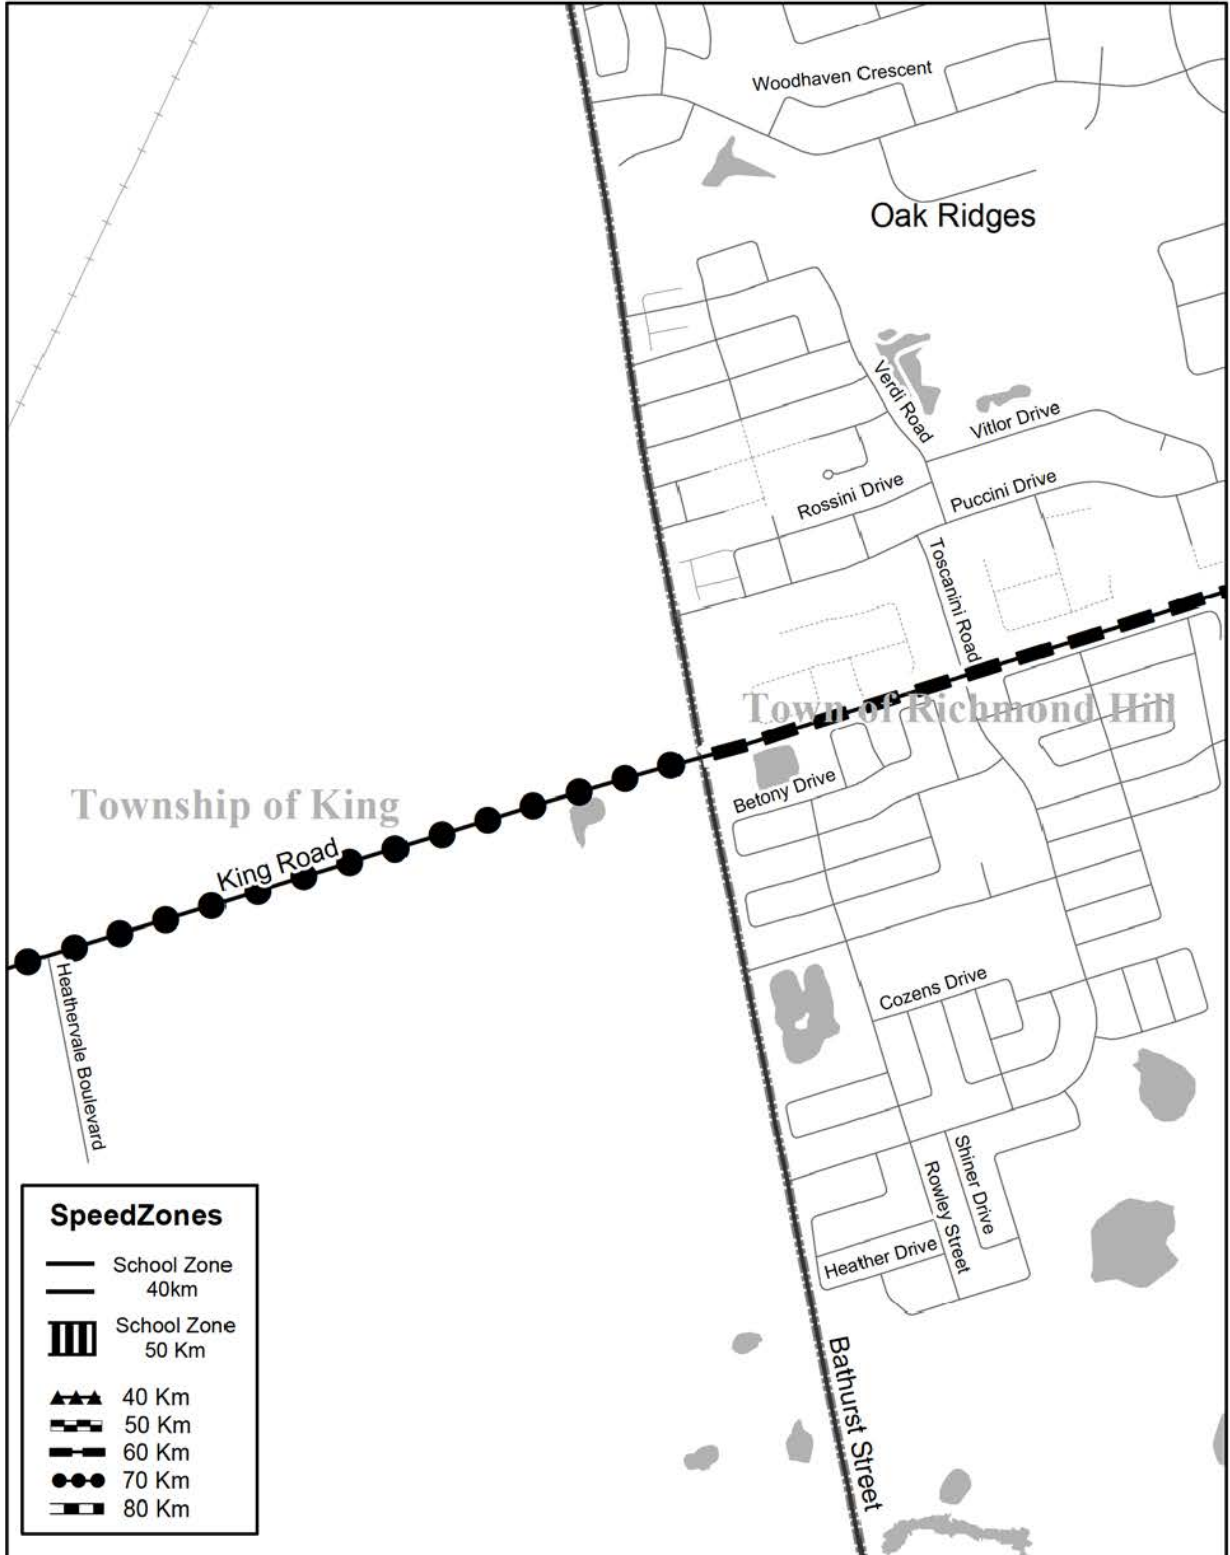 Woodhaven Crescent
Oak Ridges
Verdi Road
Vitlor Drive
Rossini Drive
Puccini Drive
Toscanini Road
Town of Richmond Hill
Betony Drive
Township of King
King Road
Heathervale Boulevard
Cozens Drive
Shiner Drive
Rowley Street
Heather Drive
Bathurst Street
SpeedZones
School Zone
40km
School Zone
50 Km
40 Km
50 Km
60 Km
70 Km
80 Km